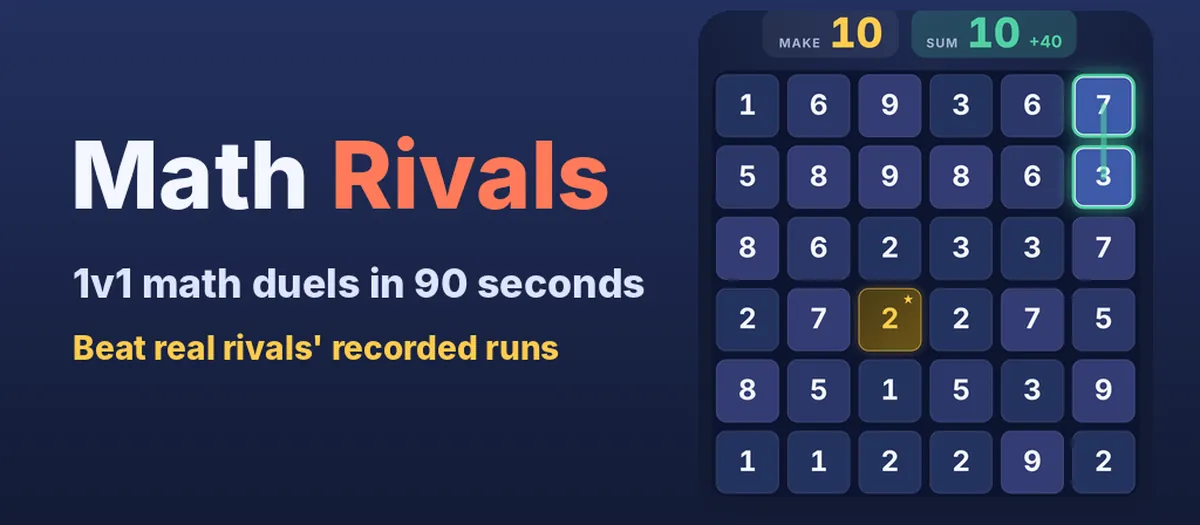 Math Rivals
1v1 math duels in 90 seconds
Beat real rivals' recorded runs
MAKE 10 SUM 10 +40
1 6 9 3 6 7
5 8 9 8 6 3
8 6 2 3 3 7
2 7 2 2 7 5
8 5 1 5 3 9
1 1 2 2 9 2